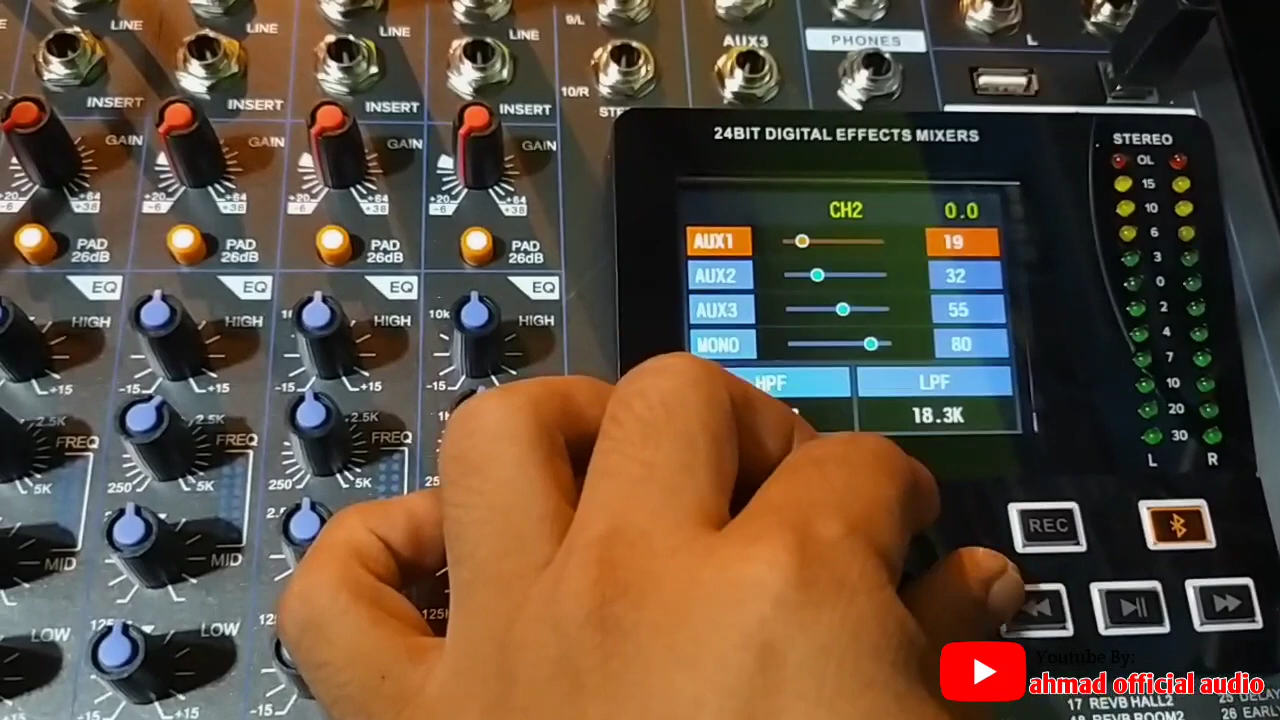 LINE
LINE
LINE
LINE
9/L
10/R
AUX3
PHONES
L
INSERT
INSERT
INSERT
INSERT
GAIN
GAIN
GAIN
GAIN
+20 -6 +64 +38
+20 -6 +64 +38
+20 -6 +64 +38
+20 -6 +64 +38
PAD 26dB
PAD 26dB
PAD 26dB
PAD 26dB
EQ
EQ
EQ
EQ
HIGH
HIGH
HIGH
HIGH
+15
-15 +15
-15 +15
-15
2.5K
2.5K
2.5K
FREQ
FREQ
FREQ
5K
250 5K
250 5K
MID
MID
LOW
LOW
+15
-15 +15
-15
24BIT DIGITAL EFFECTS MIXERS
CH2 0.0
AUX1 19
AUX2 32
AUX3 55
MONO 80
HPF LPF
18.3K
STEREO
OL
15
10
6
3
0
2
4
7
10
20
30
L R
REC
Youtube By:
ahmad official audio
17 REVB HALL2
18 REVB ROOM2
25 DELAY
26 EARLY